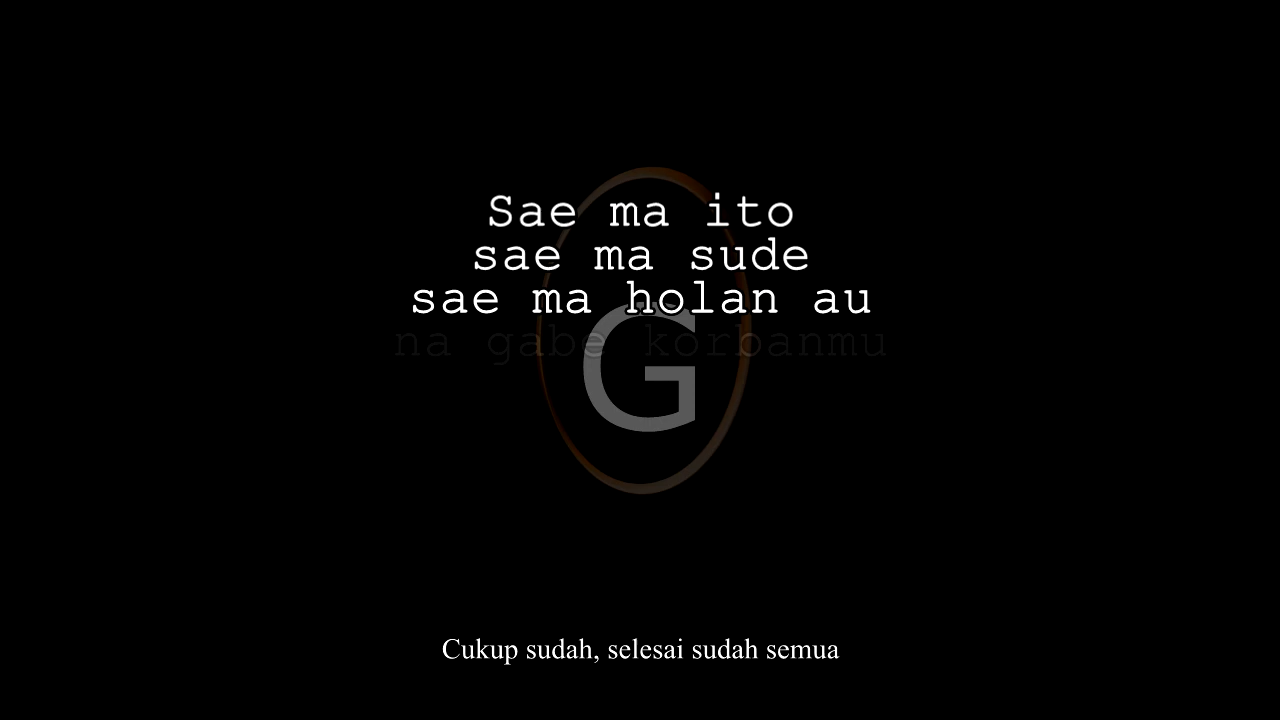 Sae ma ito
sae ma sude
sae ma holan au
na gabe korbanmu
G
Cukup sudah, selesai sudah semua